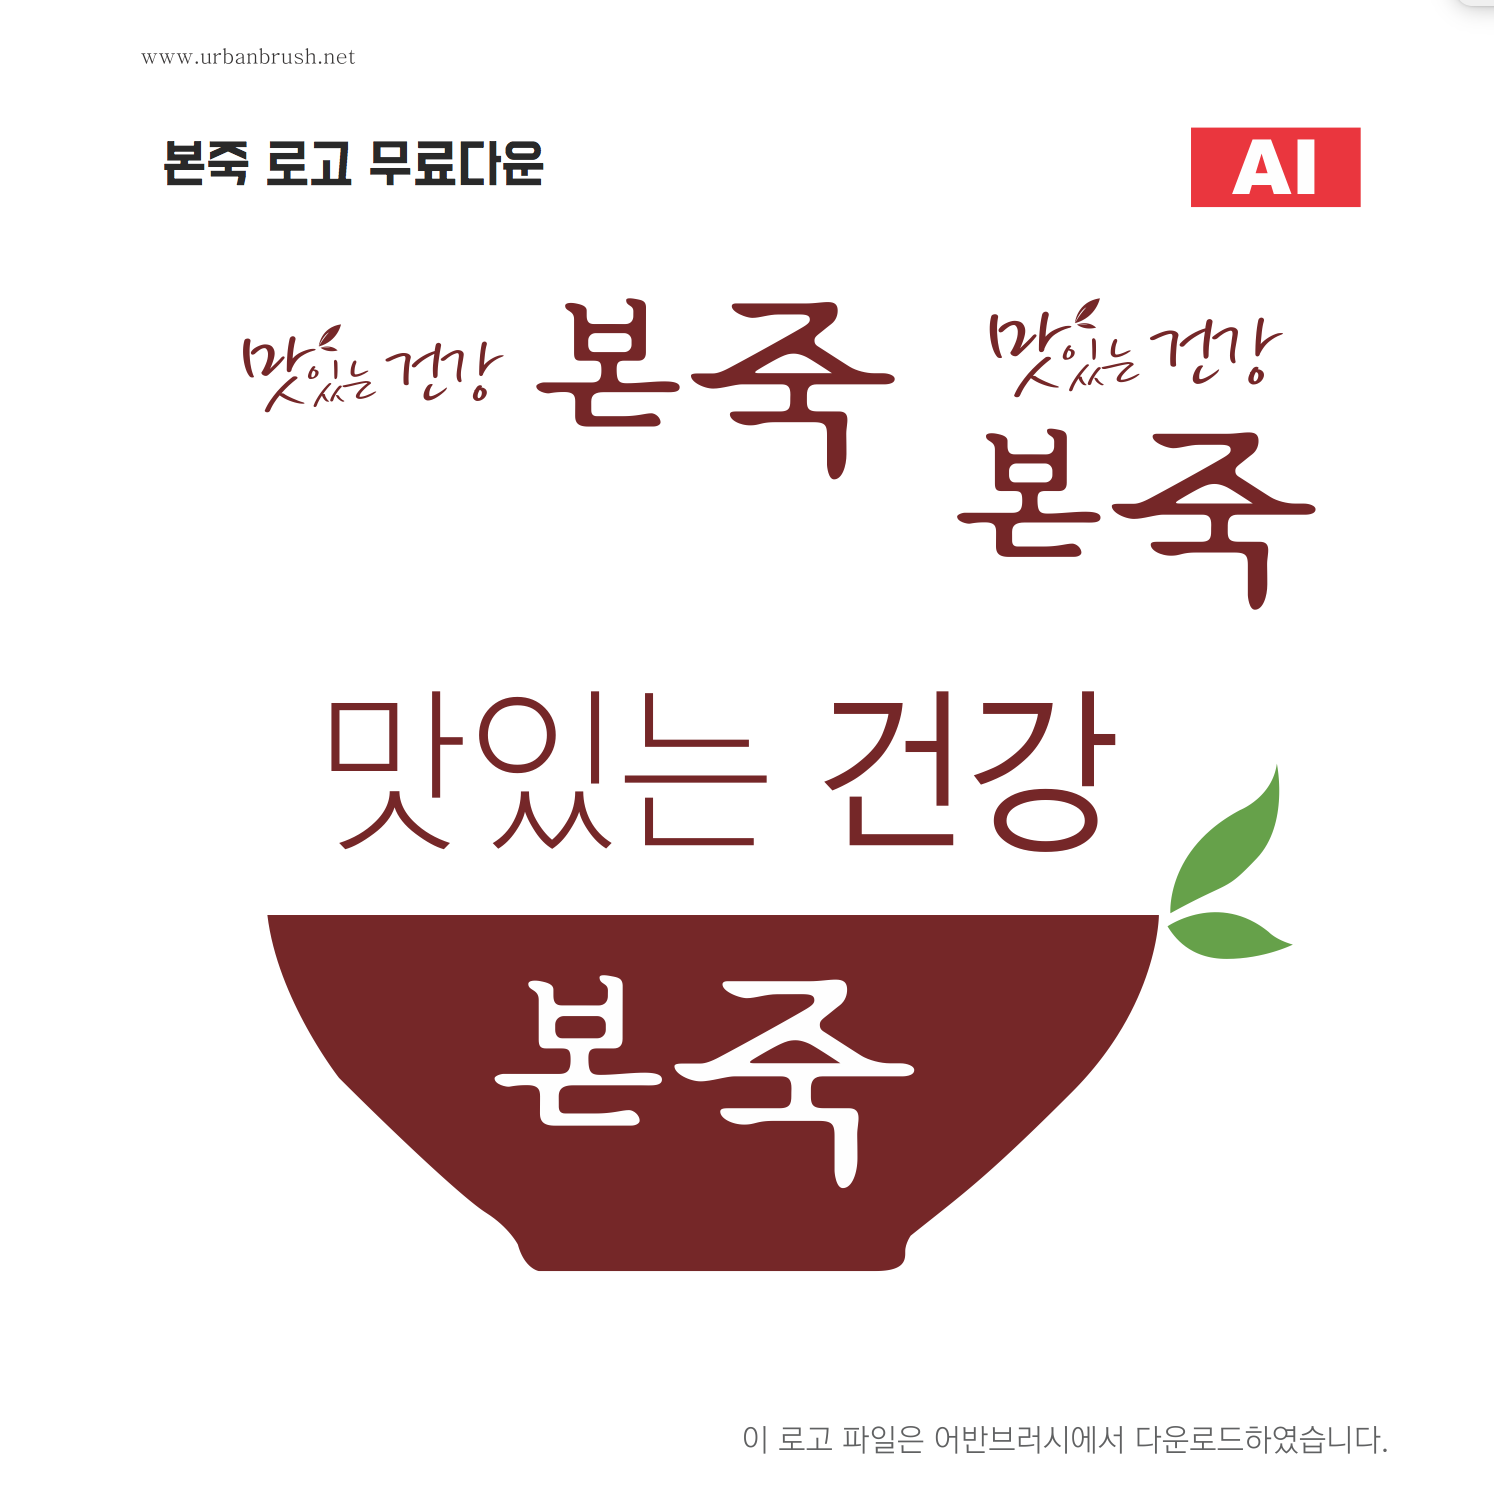 www.urbanbrush.net
본죽 로고 무료다운
AI
맛있는 건강 본죽
맛있는 건강
본죽
맛있는 건강
본죽
이 로고 파일은 어반브러시에서 다운로드하였습니다.